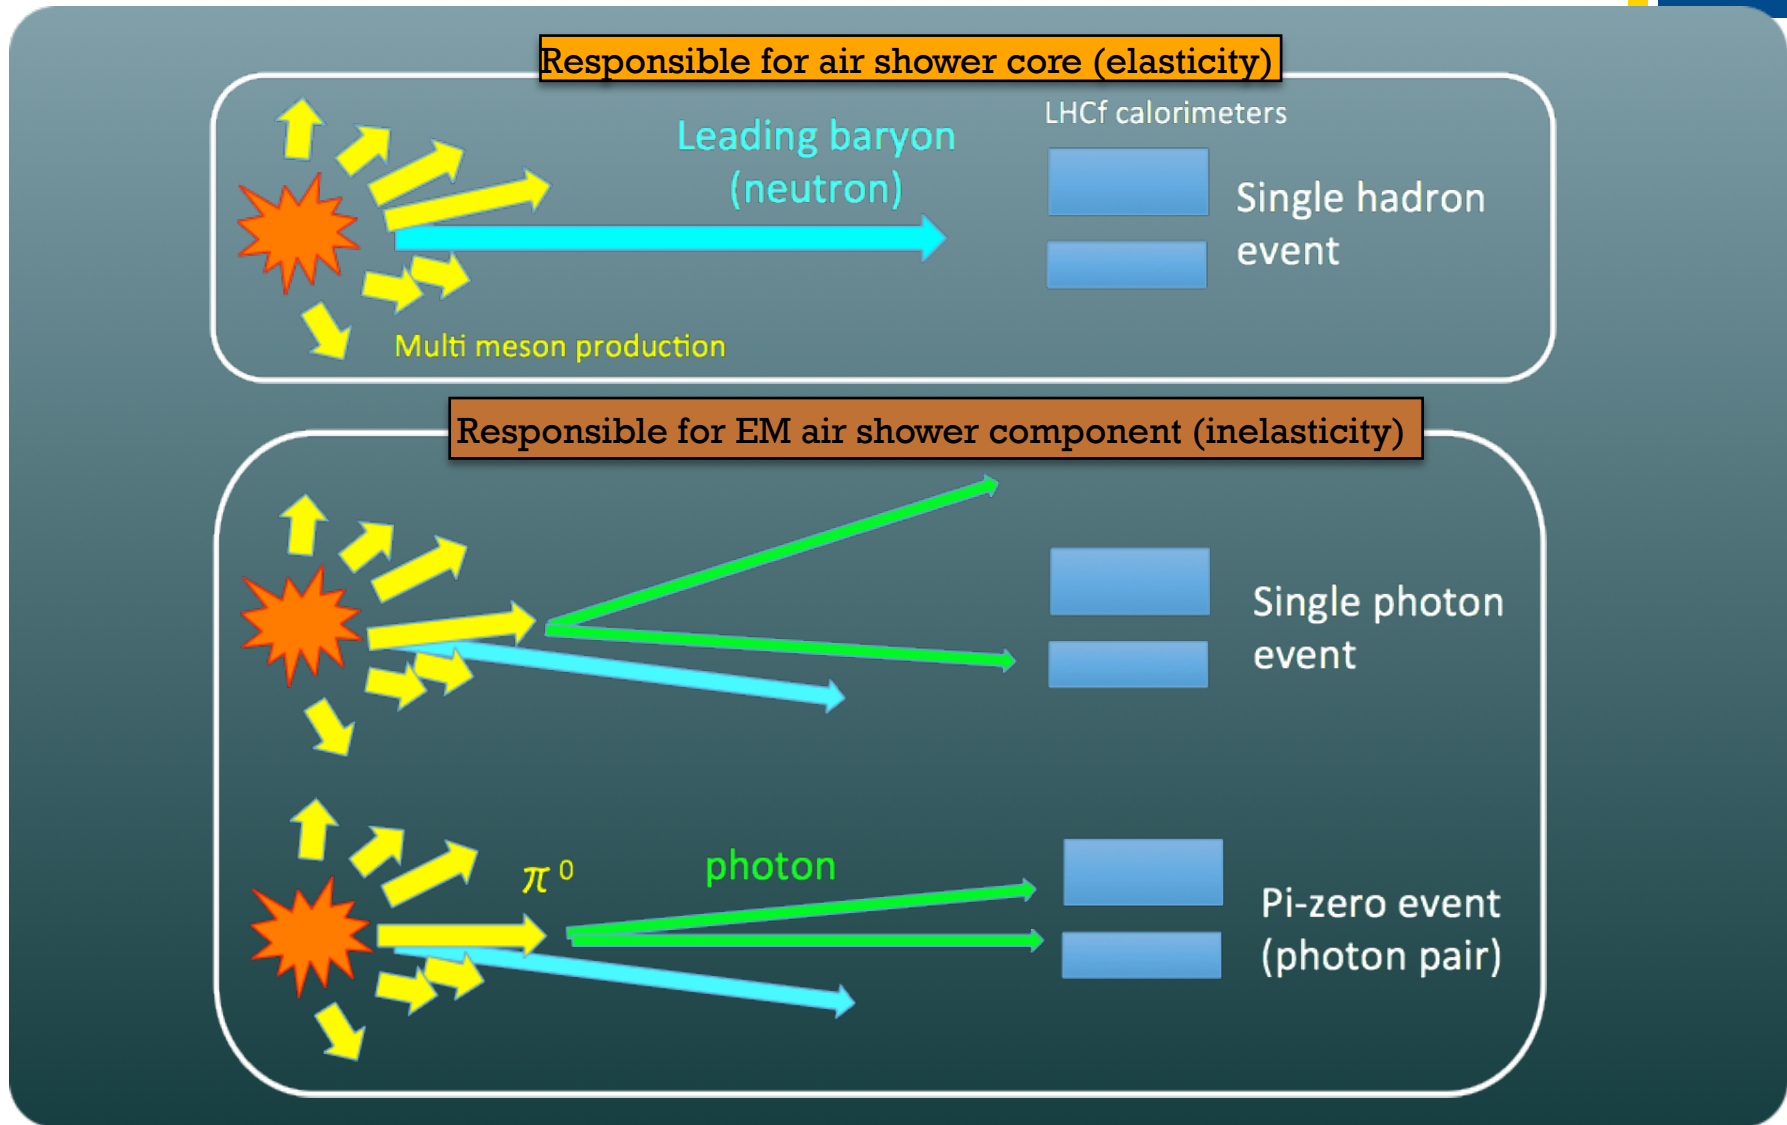 Responsible for air shower core (elasticity)
LHCf calorimeters
Leading baryon
(neutron)
Single hadron
event
Multi meson production
Responsible for EM air shower component (inelasticity)
Single photon
event
π⁰
photon
Pi-zero event
(photon pair)